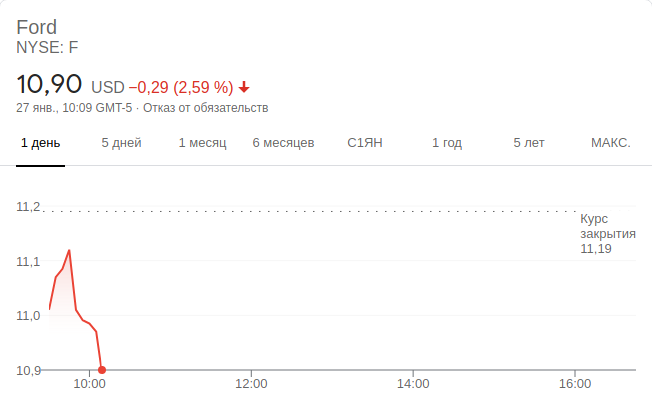 Ford
NYSE: F
10,90 USD −0,29 (2,59 %)
27 янв., 10:09 GMT-5 · Отказ от обязательств
1 день 5 дней 1 месяц 6 месяцев С1ЯН 1 год 5 лет МАКС.
11,2
Курс
закрытия
11,19
11,1
11,0
10,9
10:00 12:00 14:00 16:00